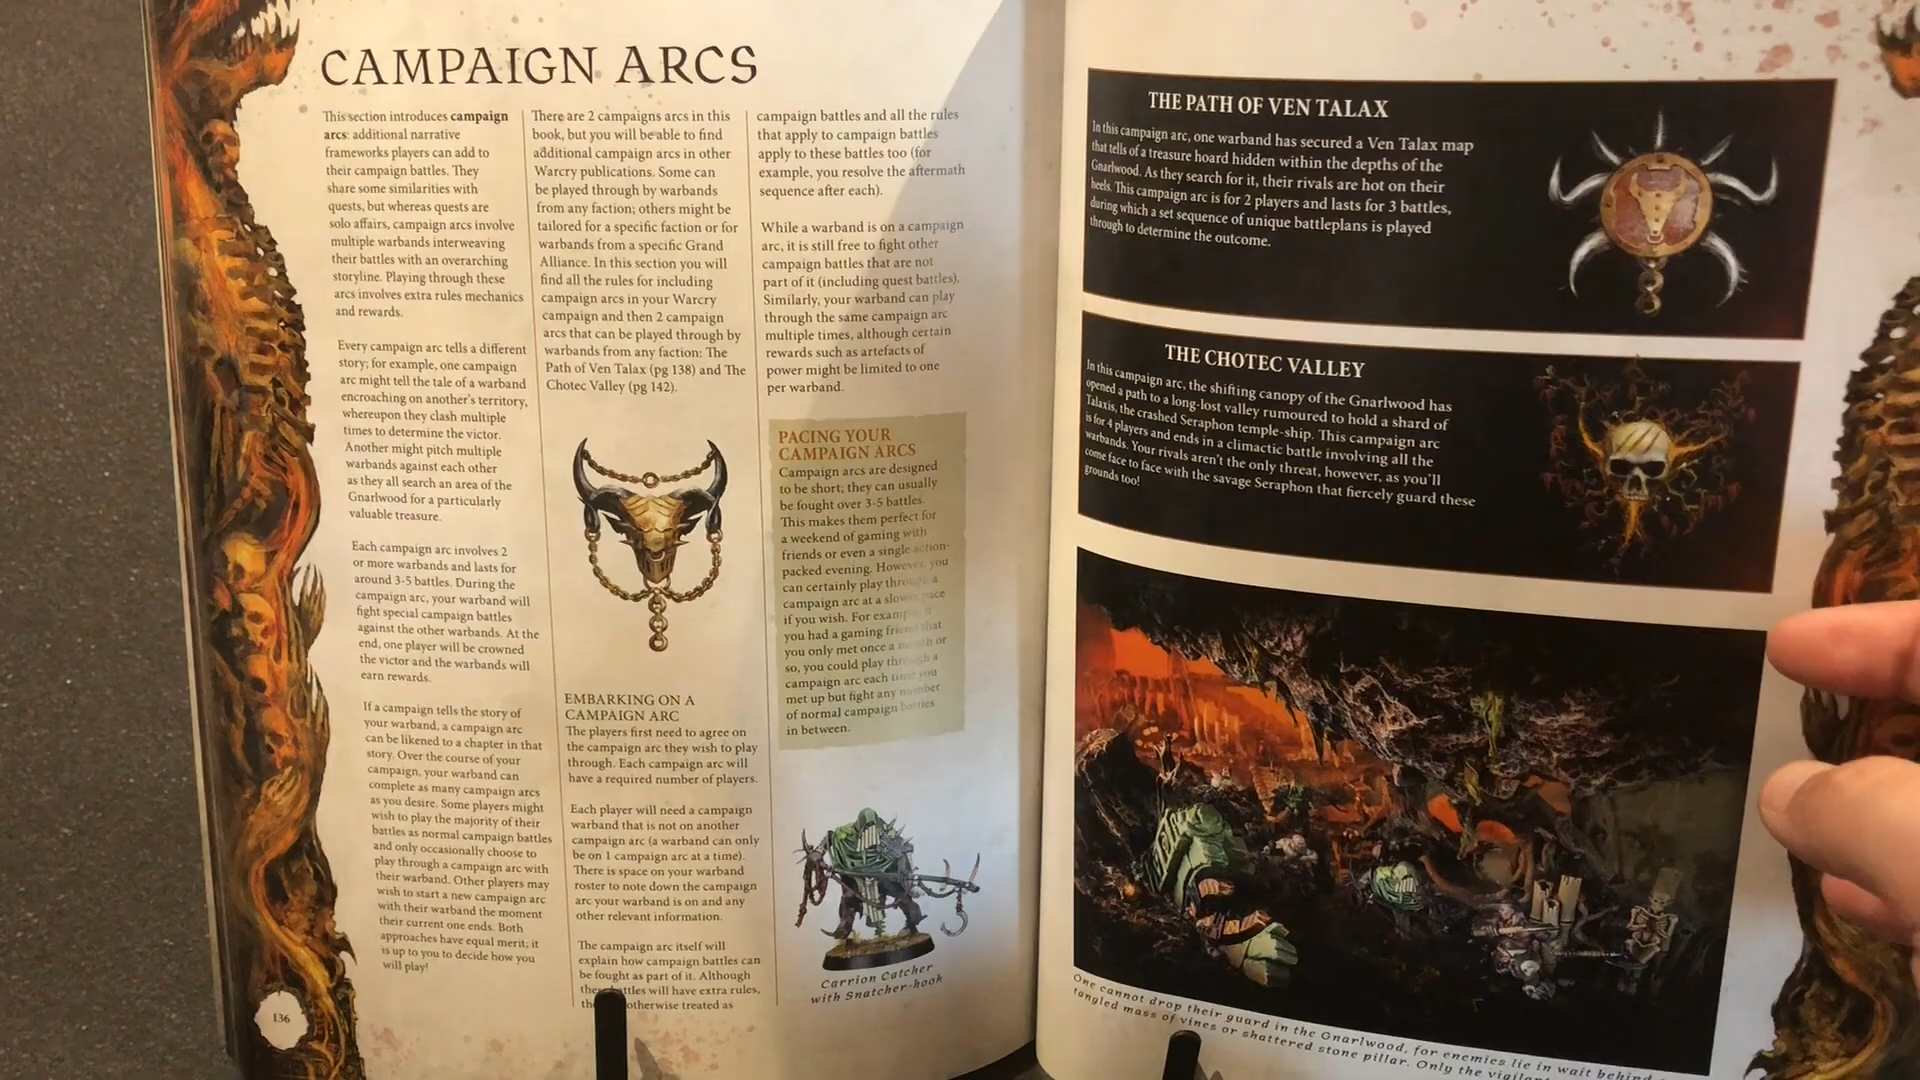 CAMPAIGN ARCS
This section introduces campaign
arcs: additional narrative
frameworks players can add to
their campaign battles. They
share some similarities with
quests, but whereas quests are
solo affairs, campaign arcs involve
multiple warbands interweaving
their battles with an overarching
storyline. Playing through these
arcs involves extra rules mechanics
and rewards.
Every campaign arc tells a different
story; for example, one campaign
arc might tell the tale of a warband
encroaching on another's territory,
whereupon they clash multiple
times to determine the victor.
Another might pitch multiple
warbands against each other
as they all search an area of the
Gnarlwood for a particularly
valuable treasure.
Each campaign arc involves 2
or more warbands and lasts for
around 3-5 battles. During the
campaign arc, your warband will
fight special campaign battles
against the other warbands. At the
end, one player will be crowned
the victor and the warbands will
earn rewards.
If a campaign tells the story of
your warband, a campaign arc
can be likened to a chapter in that
story. Over the course of your
campaign, your warband can
complete as many campaign arcs
as you desire. Some players might
wish to play the majority of their
battles as normal campaign battles
and only occasionally choose to
play through a campaign arc with
their warband. Other players may
wish to start a new campaign arc
with their warband the moment
their current one ends. Both
approaches have equal merit; it
is up to you to decide how you
will play!
136
There are 2 campaigns arcs in this
book, but you will be able to find
additional campaign arcs in other
Warcry publications. Some can
be played through by warbands
from any faction; others might be
tailored for a specific faction or for
warbands from a specific Grand
Alliance. In this section you will
find all the rules for including
campaign arcs in your Warcry
campaign and then 2 campaign
arcs that can be played through by
warbands from any faction: The
Path of Ven Talax (pg 138) and The
Chotec Valley (pg 142).
EMBARKING ON A
CAMPAIGN ARC
The players first need to agree on
the campaign arc they wish to play
through. Each campaign arc will
have a required number of players.
Each player will need a campaign
warband that is not on another
campaign arc (a warband can only
be on 1 campaign arc at a time).
There is space on your warband
roster to note down the campaign
arc your warband is on and any
other relevant information.
The campaign arc itself will
explain how campaign battles can
be fought as part of it. Although
these battles will have extra rules,
otherwise treated as
campaign battles and all the rules
that apply to campaign battles
apply to these battles too (for
example, you resolve the aftermath
sequence after each).
While a warband is on a campaign
arc, it is still free to fight other
campaign battles that are not
part of it (including quest battles).
Similarly, your warband can play
through the same campaign arc
multiple times, although certain
rewards such as artefacts of
power might be limited to one
per warband.
PACING YOUR
CAMPAIGN ARCS
Campaign arcs are designed
to be short; they can usually
be fought over 3-5 battles.
This makes them perfect for
a weekend of gaming with
friends or even a single action-
packed evening. However, you
can certainly play through a
campaign arc at a slower pace
if you wish. For example, if
you had a gaming friend that
you only met once a month or
so, you could play through a
campaign arc each time you
met up but fight any number
of normal campaign battles
in between.
Carrion Catcher
with Snatcher-hook
THE PATH OF VEN TALAX
In this campaign arc, one warband has secured a Ven Talax map
that tells of a treasure hoard hidden within the depths of the
Gnarlwood. As they search for it, their rivals are hot on their
heels. This campaign arc is for 2 players and lasts for 3 battles,
during which a set sequence of unique battleplans is played
through to determine the outcome.
THE CHOTEC VALLEY
In this campaign arc, the shifting canopy of the Gnarlwood has
opened a path to a long-lost valley rumoured to hold a shard of
Talaxis, the crashed Seraphon temple-ship. This campaign arc
is for 4 players and ends in a climactic battle involving all the
warbands. Your rivals aren't the only threat, however, as you'll
come face to face with the savage Seraphon that fiercely guard these
grounds too!
One cannot drop their guard in the Gnarlwood, for enemies lie in wait behind
tangled mass of vines or shattered stone pillar. Only the